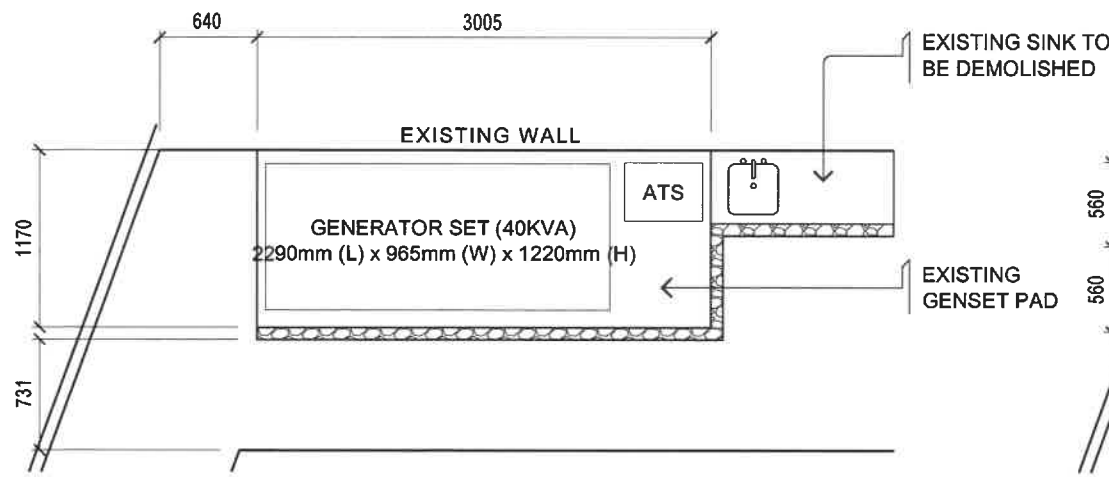 640
3005
EXISTING SINK TO
BE DEMOLISHED
EXISTING WALL
ATS
1170
GENERATOR SET (40KVA)
2290mm (L) x 965mm (W) x 1220mm (H)
560
EXISTING
GENSET PAD
560
731